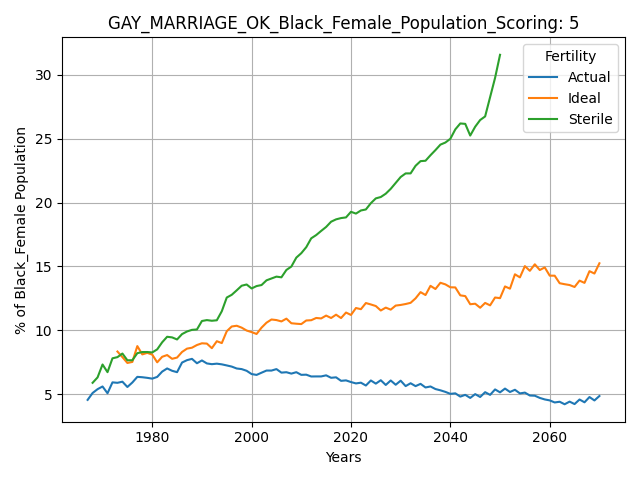 GAY_MARRIAGE_OK_Black_Female_Population_Scoring: 5
% of Black_Female Population
30
25
20
15
10
5
1980
2000
2020
2040
2060
Years
Fertility
Actual
Ideal
Sterile